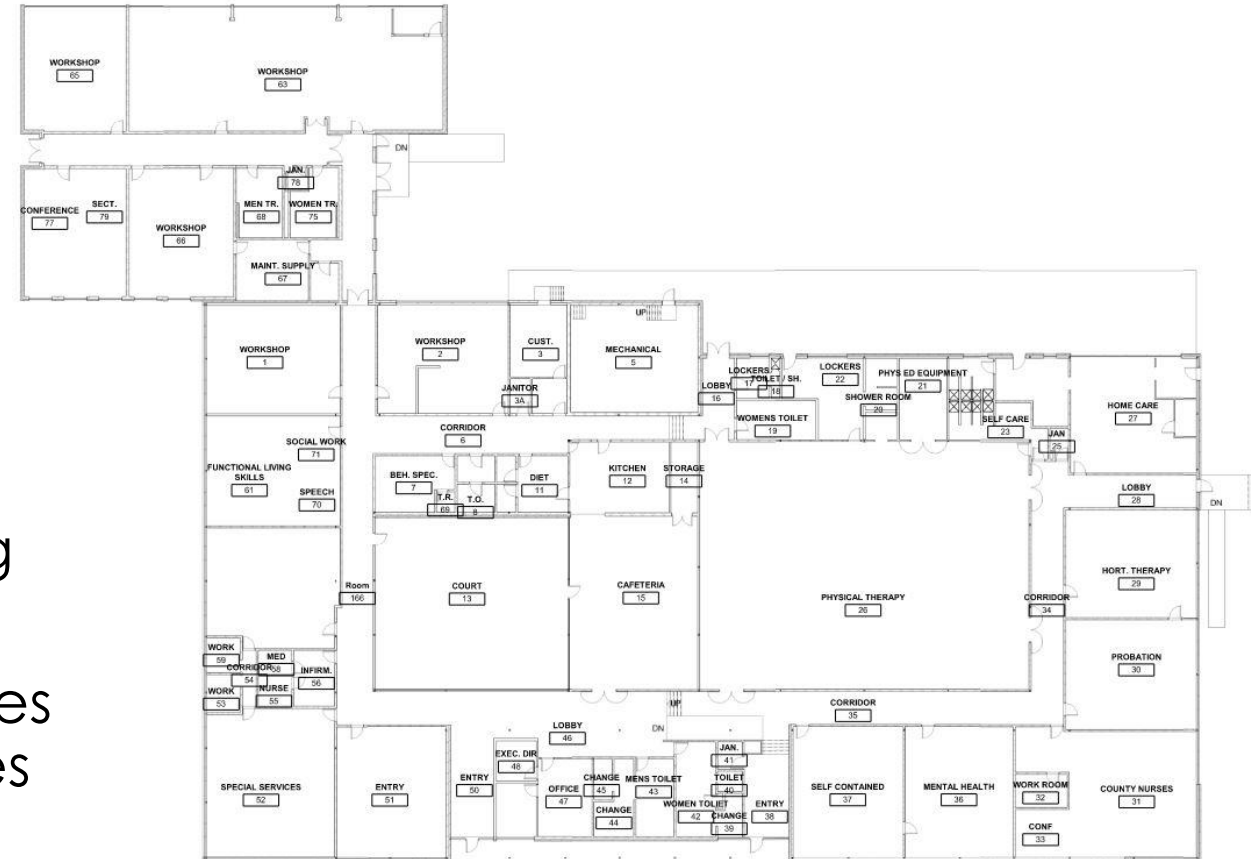 WORKSHOP
65
WORKSHOP
63
DN
JAN.
78
CONFERENCE
77
SECT.
79
MEN TR.
68
WOMEN TR.
75
WORKSHOP
66
MAINT. SUPPLY
67
WORKSHOP
1
WORKSHOP
2
CUST.
3
UP
MECHANICAL
5
JANITOR
3A
LOBBY
16
LOCKERS
17
TOILET / SH.
18
LOCKERS
22
PHYS ED EQUIPMENT
21
SHOWER ROOM
20
WOMENS TOILET
19
SELF CARE
23
HOME CARE
27
JAN
25
CORRIDOR
6
SOCIAL WORK
71
FUNCTIONAL LIVING
SKILLS
61
SPEECH
70
BEH. SPEC.
7
T.R.
69
T.O.
8
DIET
11
KITCHEN
12
STORAGE
14
LOBBY
28
DN
g
Room
166
COURT
13
CAFETERIA
15
PHYSICAL THERAPY
26
CORRIDOR
34
HORT. THERAPY
29
PROBATION
30
WORK
59
MED
58
CORRIDOR
54
INFIRM.
56
WORK
53
NURSE
55
es
es
UP
DN
CORRIDOR
35
LOBBY
46
EXEC. DIR
48
SPECIAL SERVICES
52
ENTRY
51
ENTRY
50
OFFICE
47
CHANGE
45
CHANGE
44
MENS TOILET
43
WOMEN TOLIET
42
JAN.
41
TOILET
40
CHANGE
39
ENTRY
38
SELF CONTAINED
37
MENTAL HEALTH
36
WORK ROOM
32
CONF
33
COUNTY NURSES
31